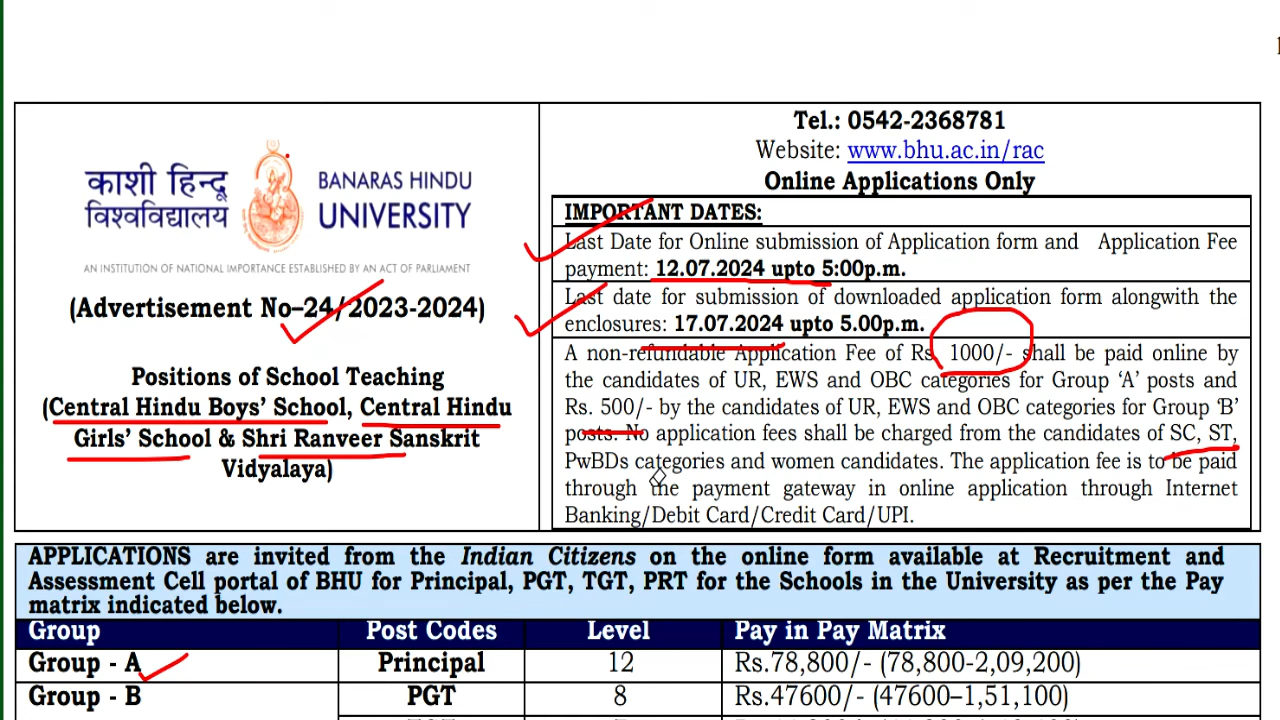 Tel.: 0542-2368781
Website: www.bhu.ac.in/rac
Online Applications Only
काशी हिन्दू
विश्वविद्यालय
BANARAS HINDU
UNIVERSITY
AN INSTITUTION OF NATIONAL IMPORTANCE ESTABLISHED BY AN ACT OF PARLIAMENT
(Advertisement No–24/2023-2024)
Positions of School Teaching
(Central Hindu Boys’ School, Central Hindu
Girls’ School & Shri Ranveer Sanskrit
Vidyalaya)
IMPORTANT DATES:
Last Date for Online submission of Application form and Application Fee
payment: 12.07.2024 upto 5:00p.m.
Last date for submission of downloaded application form alongwith the
enclosures: 17.07.2024 upto 5.00p.m.
A non-refundable Application Fee of Rs. 1000/- shall be paid online by
the candidates of UR, EWS and OBC categories for Group ‘A’ posts and
Rs. 500/- by the candidates of UR, EWS and OBC categories for Group ‘B’
posts. No application fees shall be charged from the candidates of SC, ST,
PwBDs categories and women candidates. The application fee is to be paid
through the payment gateway in online application through Internet
Banking/Debit Card/Credit Card/UPI.
APPLICATIONS are invited from the Indian Citizens on the online form available at Recruitment and
Assessment Cell portal of BHU for Principal, PGT, TGT, PRT for the Schools in the University as per the Pay
matrix indicated below.
Group Post Codes Level Pay in Pay Matrix
Group - A Principal 12 Rs.78,800/- (78,800-2,09,200)
Group - B PGT 8 Rs.47600/- (47600–1,51,100)